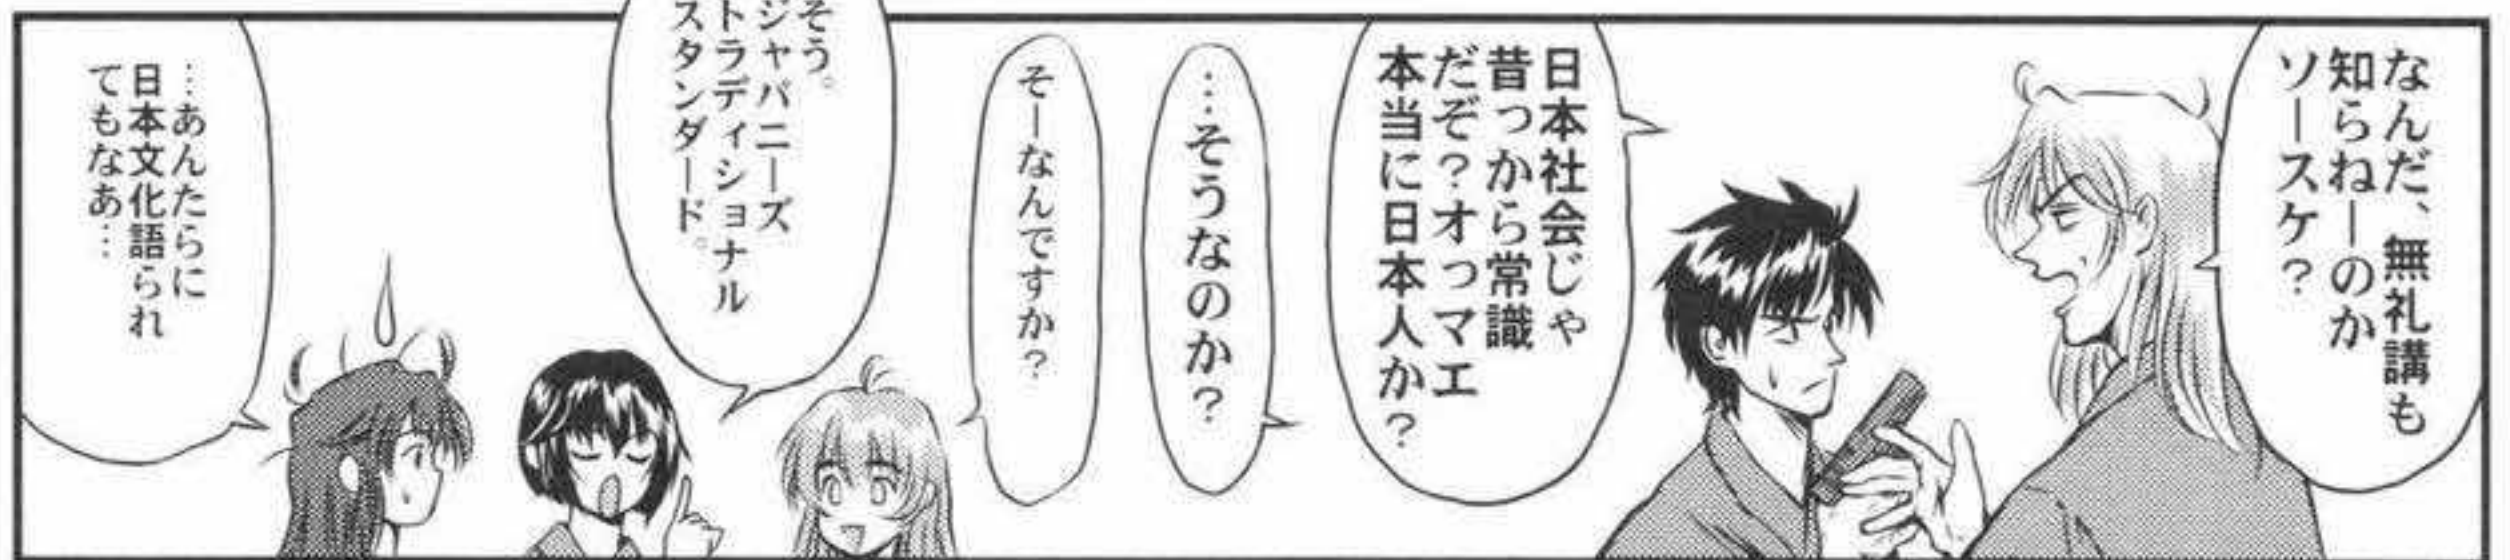 なんだ、無礼講も
知らねーのか
ソースケ？
日本社会じゃ
昔っから常識
だぞ？オっマエ
本当に日本人か？
…そうなのか？
そーなんですか？
そう。
ジャパニーズ
トラディショナル
スタンダード。
…あんたらに
日本文化語られ
てもなあ…